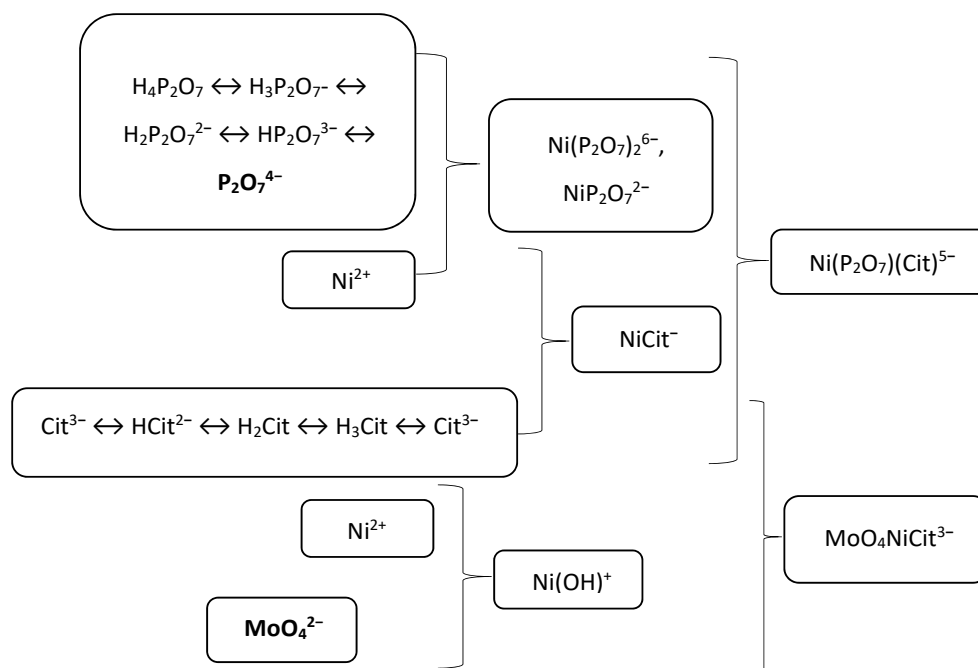 H₄P₂O₇ ↔ H₃P₂O₇- ↔
H₂P₂O₇²⁻ ↔ HP₂O₇³⁻ ↔
P₂O₇⁴⁻
Ni(P₂O₇)₂⁶⁻,
NiP₂O₇²⁻
Ni²⁺
Ni(P₂O₇)(Cit)⁵⁻
NiCit⁻
Cit³⁻ ↔ HCit²⁻ ↔ H₂Cit ↔ H₃Cit ↔ Cit³⁻
Ni²⁺
MoO₄NiCit³⁻
Ni(OH)⁺
MoO₄²⁻